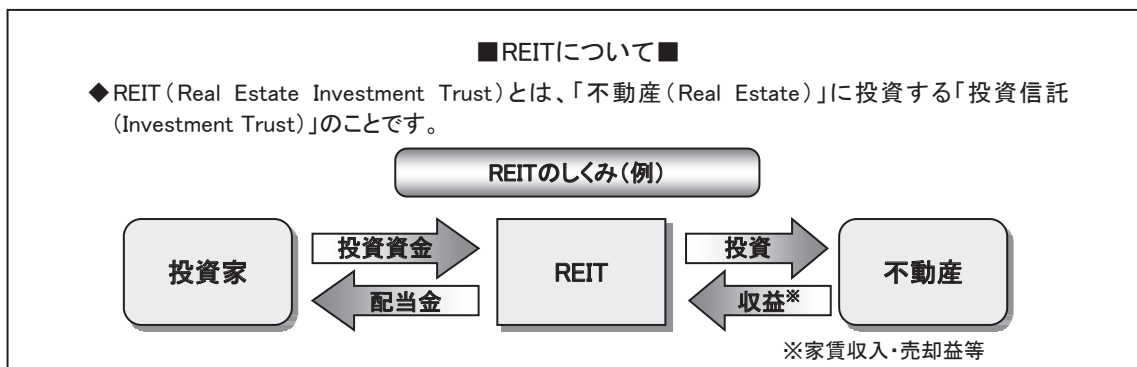 ■REITについて■
◆REIT(Real Estate Investment Trust)とは、「不動産(Real Estate)」に投資する「投資信託
(Investment Trust)」のことです。
REITのしくみ(例)
投資家
投資資金
配当金
REIT
投資
収益※
不動産
※家賃収入・売却益等